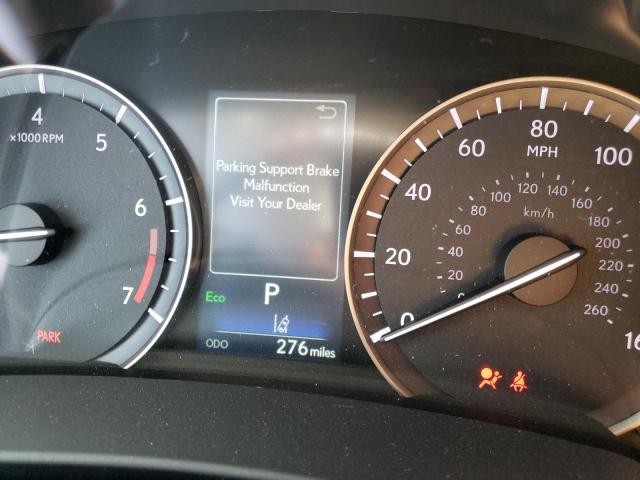 4
×1000RPM
5
6
7
PARK
Parking Support Brake
Malfunction
Visit Your Dealer
Eco
P
ODO
276 miles
0
20
40
60
80
100
MPH
0
20
40
60
80
100
120
140
160
180
200
220
240
260
km/h